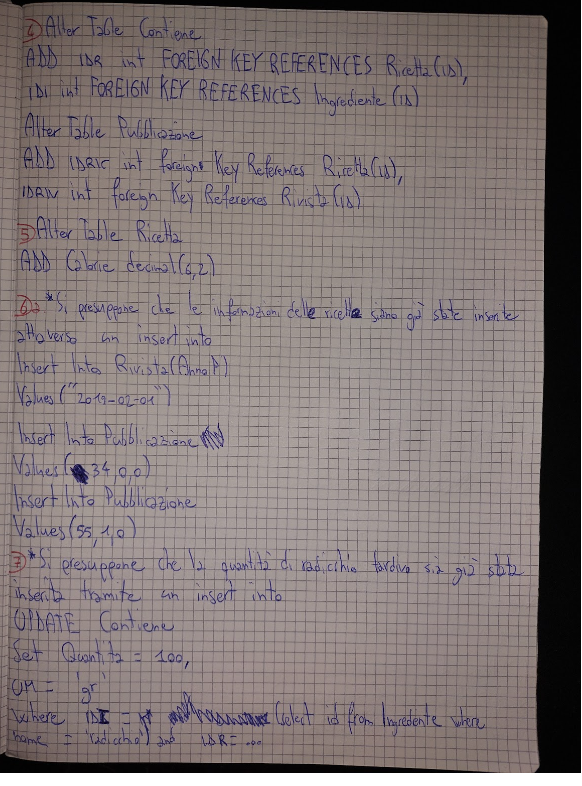 4) Alter Table Contiene
ADD IDR int FOREIGN KEY REFERENCES Ricetta(ID),
IDI int FOREIGN KEY REFERENCES Ingrediente(ID)
Alter Table Pubblicazione
ADD IDRIC int foreign Key References Ricetta(ID),
IDRIV int foreign Key References Rivista(ID)
5) Alter Table Ricetta
ADD Calorie decimal(6,2)
6) *Si presuppone che le informazioni delle ricette siano già state inserite
attraverso un insert into
Insert Into Rivista(AnnoP)
Values("2019-02-01")
Insert Into Pubblicazione
Values(34,0,0)
Insert Into Pubblicazione
Values(55,1,0)
7) *Si presuppone che la quantità di radicchio tardivo sia già stata
inserita tramite un insert into
UPDATE Contiene
Set Quantita = 100,
UM = 'gr'
Where IDI = (Select id from Ingrediente where
name = 'radicchio') and IDR= ...